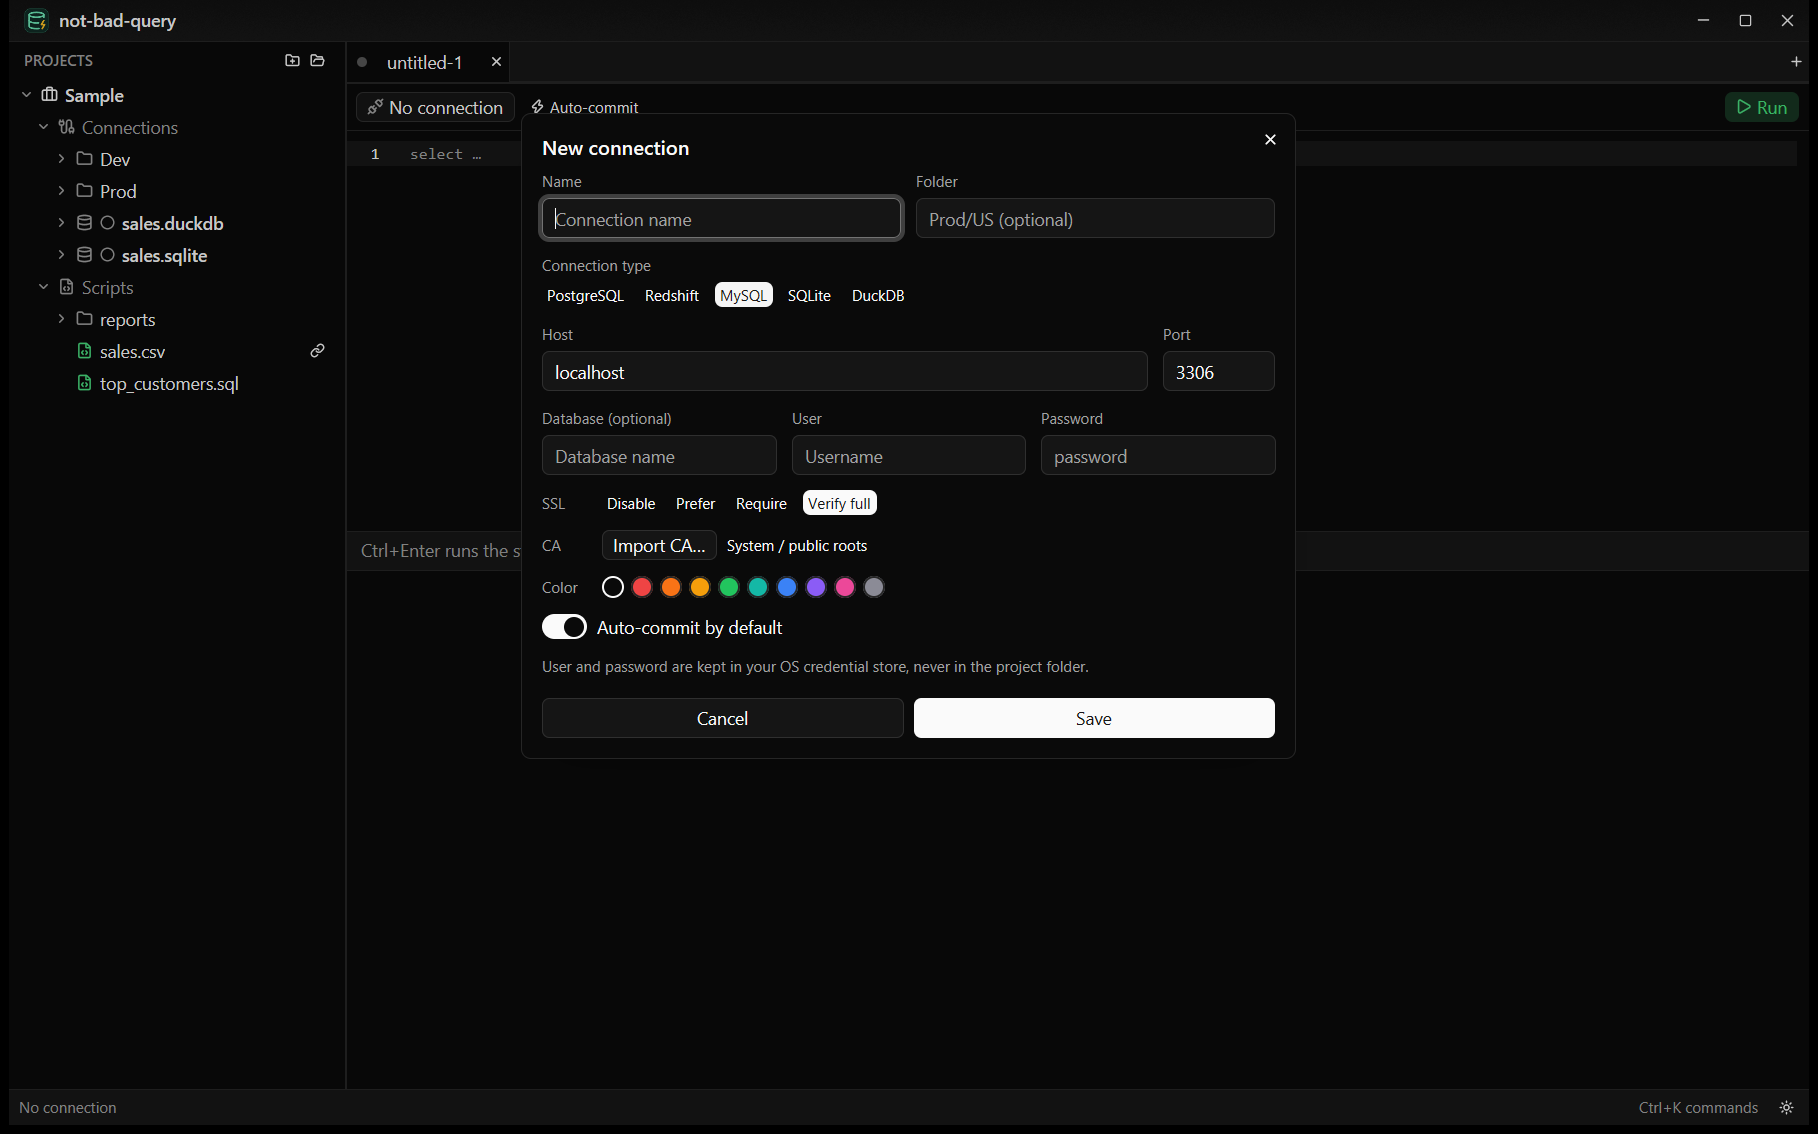 not-bad-query
PROJECTS
Sample
Connections
Dev
Prod
sales.duckdb
sales.sqlite
Scripts
reports
sales.csv
top_customers.sql
untitled-1
No connection
Auto-commit
Run
1 select …
New connection
Name Folder
Connection name Prod/US (optional)
Connection type
PostgreSQL Redshift MySQL SQLite DuckDB
Host Port
localhost 3306
Database (optional) User Password
Database name Username password
SSL Disable Prefer Require Verify full
CA Import CA... System / public roots
Color
Auto-commit by default
User and password are kept in your OS credential store, never in the project folder.
Cancel Save
Ctrl+Enter runs the
No connection
Ctrl+K commands